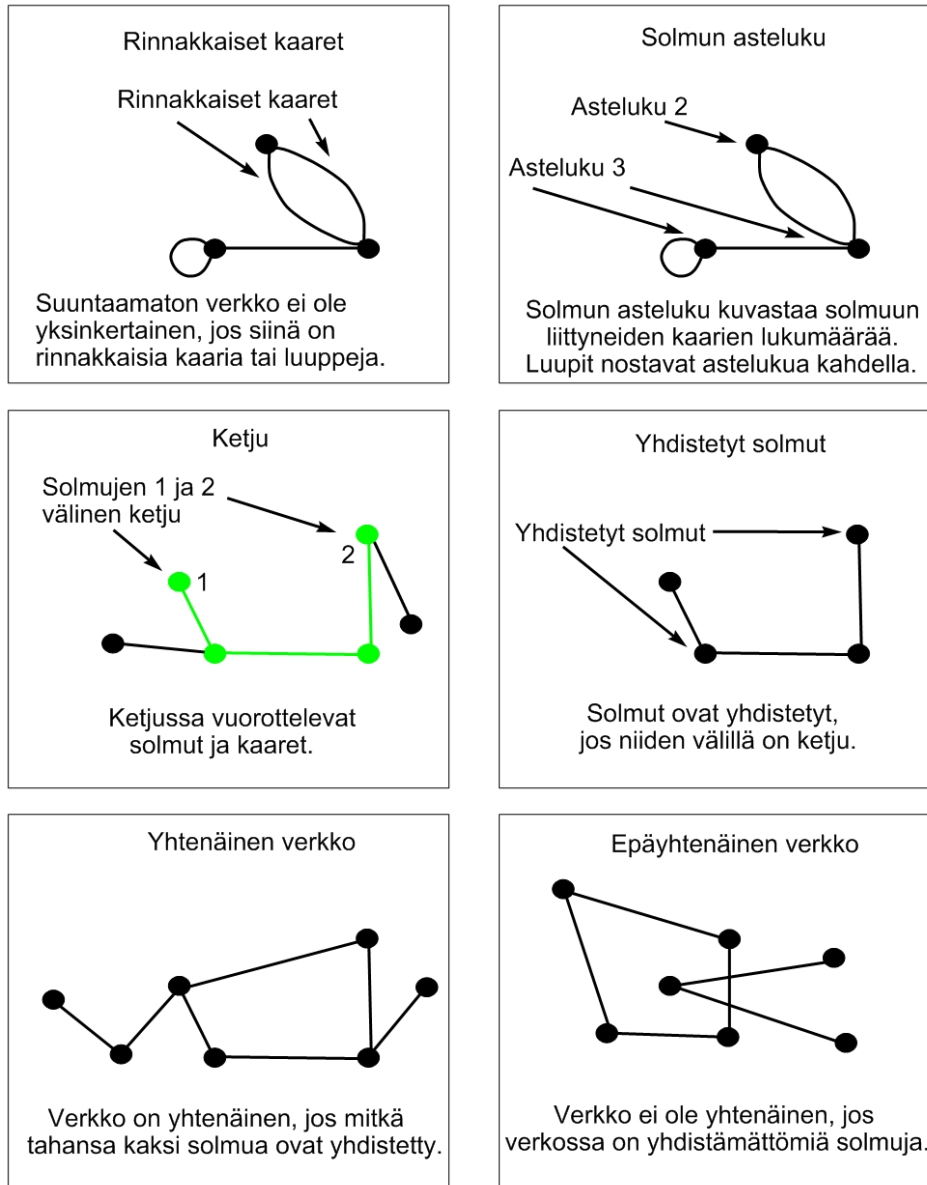 Rinnakkaiset kaaret
Rinnakkaiset kaaret
Suuntaamaton verkko ei ole
yksinkertainen, jos siinä on
rinnakkaisia kaaria tai luuppeja.
Solmun asteluku
Asteluku 2
Asteluku 3
Solmun asteluku kuvastaa solmuun
liittyneiden kaarien lukumäärää.
Luupit nostavat astelukua kahdella.
Ketju
Solmujen 1 ja 2
välinen ketju
2
1
Ketjussa vuorottelevat
solmut ja kaaret.
Yhdistetyt solmut
Yhdistetyt solmut
Solmut ovat yhdistetyt,
jos niiden välillä on ketju.
Yhtenäinen verkko
Verkko on yhtenäinen, jos mitkä
tahansa kaksi solmua ovat yhdistetty.
Epäyhtenäinen verkko
Verkko ei ole yhtenäinen, jos
verkossa on yhdistämättömiä solmuja.